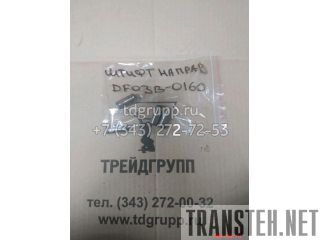 ШТИФТ НАПРАВ
DF03B-0160
+7 (343) 272-72-53
ТРЕЙДГРУПП
тел. (343) 272-00-32
www.tdgrupp.ru
TRANSTEH.NET